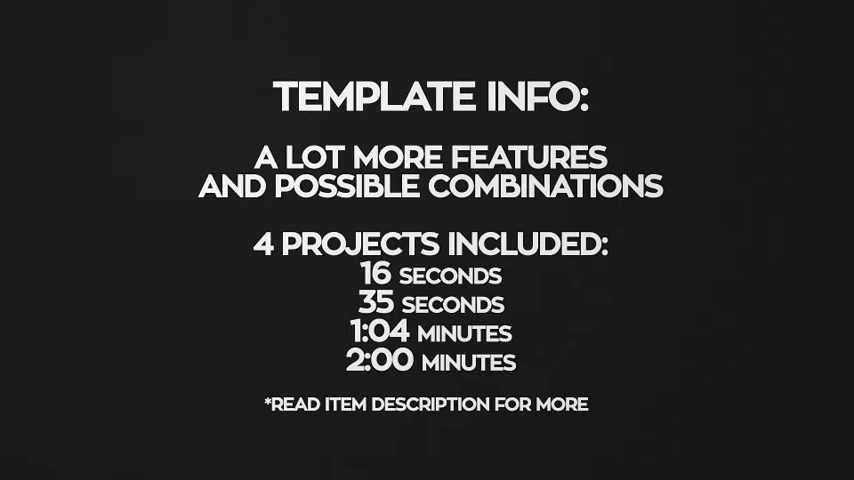 TEMPLATE INFO:
A LOT MORE FEATURES
AND POSSIBLE COMBINATIONS
4 PROJECTS INCLUDED:
16 SECONDS
35 SECONDS
1:04 MINUTES
2:00 MINUTES
*READ ITEM DESCRIPTION FOR MORE